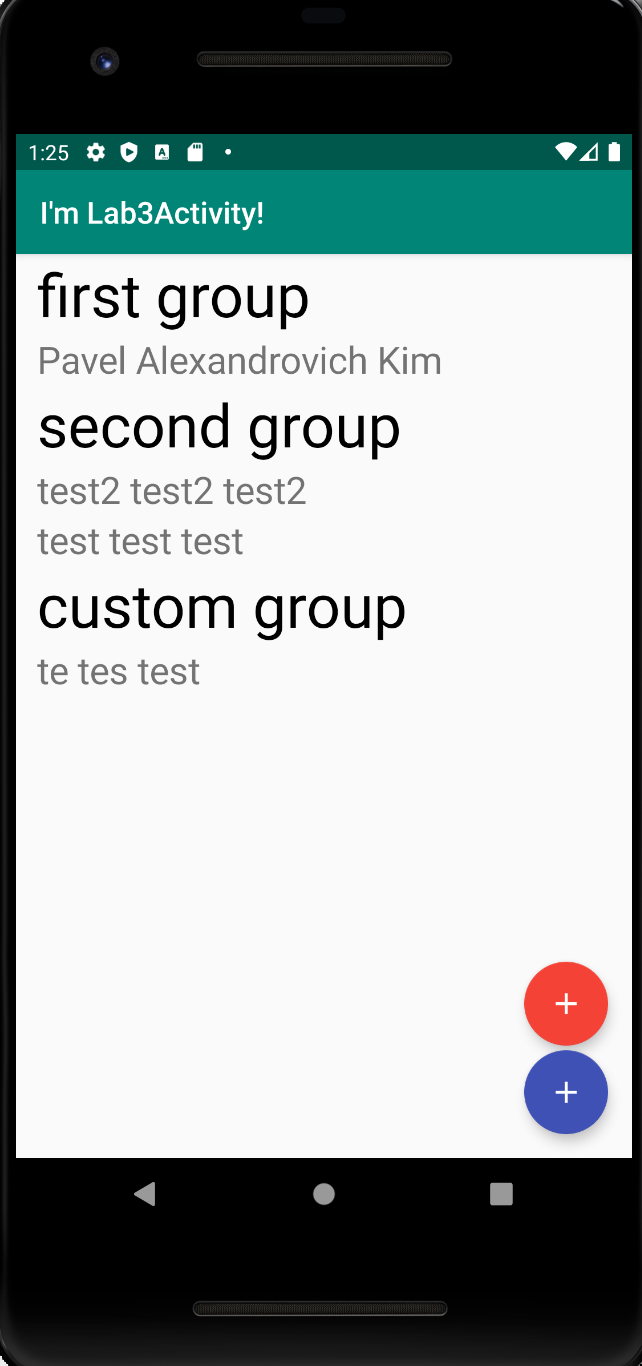 1:25
I'm Lab3Activity!
first group
Pavel Alexandrovich Kim
second group
test2 test2 test2
test test test
custom group
te tes test